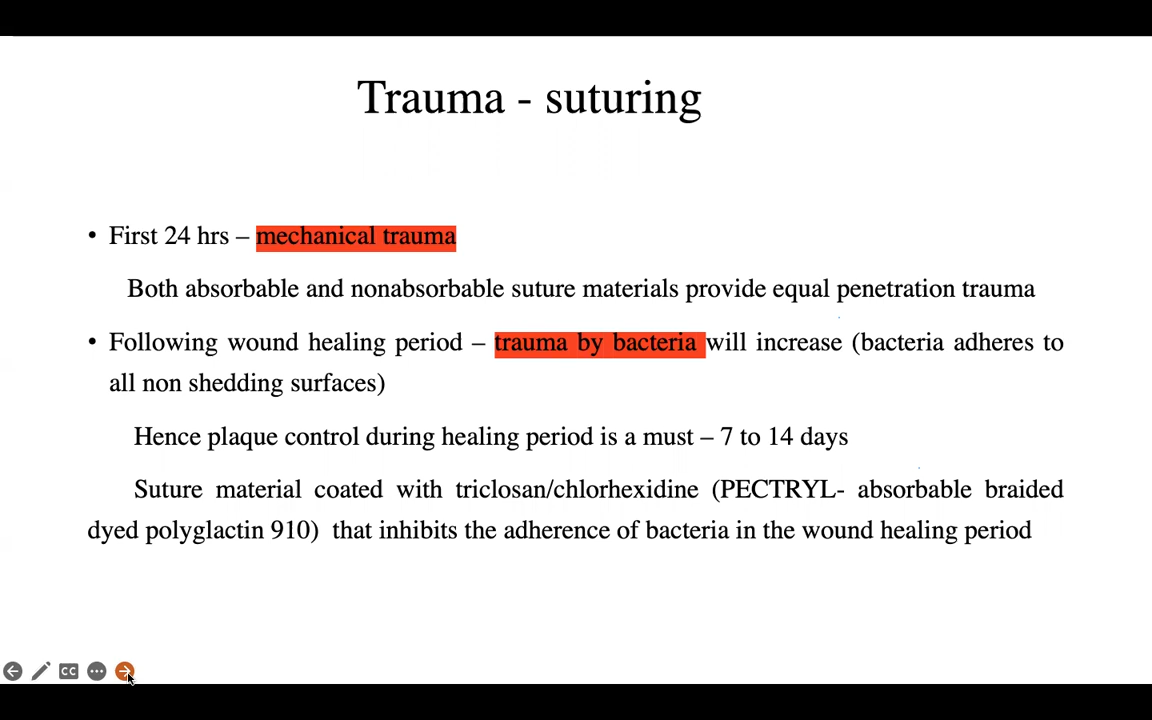 Trauma - suturing
• First 24 hrs – mechanical trauma
Both absorbable and nonabsorbable suture materials provide equal penetration trauma
• Following wound healing period – trauma by bacteria will increase (bacteria adheres to
all non shedding surfaces)
Hence plaque control during healing period is a must – 7 to 14 days
Suture material coated with triclosan/chlorhexidine (PECTRYL- absorbable braided
dyed polyglactin 910) that inhibits the adherence of bacteria in the wound healing period
CC